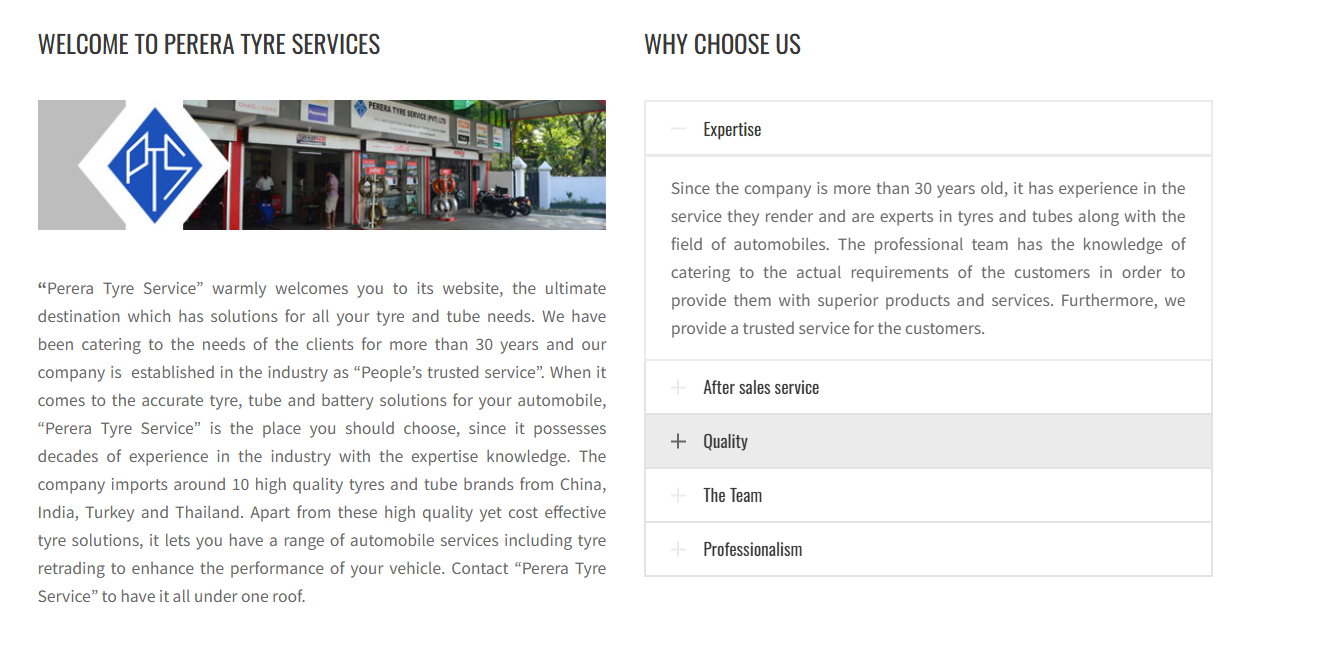 WELCOME TO PERERA TYRE SERVICES
PTS
PERERA TYRE SERVICE (PVT) LTD
“Perera Tyre Service” warmly welcomes you to its website, the ultimate
destination which has solutions for all your tyre and tube needs. We have
been catering to the needs of the clients for more than 30 years and our
company is established in the industry as “People’s trusted service”. When it
comes to the accurate tyre, tube and battery solutions for your automobile,
“Perera Tyre Service” is the place you should choose, since it possesses
decades of experience in the industry with the expertise knowledge. The
company imports around 10 high quality tyres and tube brands from China,
India, Turkey and Thailand. Apart from these high quality yet cost effective
tyre solutions, it lets you have a range of automobile services including tyre
retrading to enhance the performance of your vehicle. Contact “Perera Tyre
Service” to have it all under one roof.
WHY CHOOSE US
Expertise
Since the company is more than 30 years old, it has experience in the
service they render and are experts in tyres and tubes along with the
field of automobiles. The professional team has the knowledge of
catering to the actual requirements of the customers in order to
provide them with superior products and services. Furthermore, we
provide a trusted service for the customers.
After sales service
Quality
The Team
Professionalism